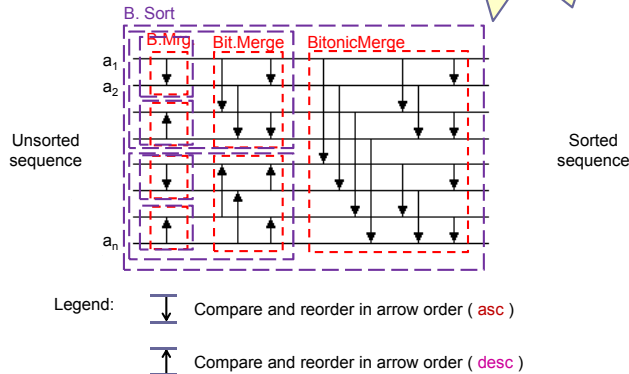 B. Sort
B.Mrg Bit.Merge BitonicMerge
a1
a2
Unsorted sequence
Sorted sequence
an
Legend:
Compare and reorder in arrow order ( asc )
Compare and reorder in arrow order ( desc )